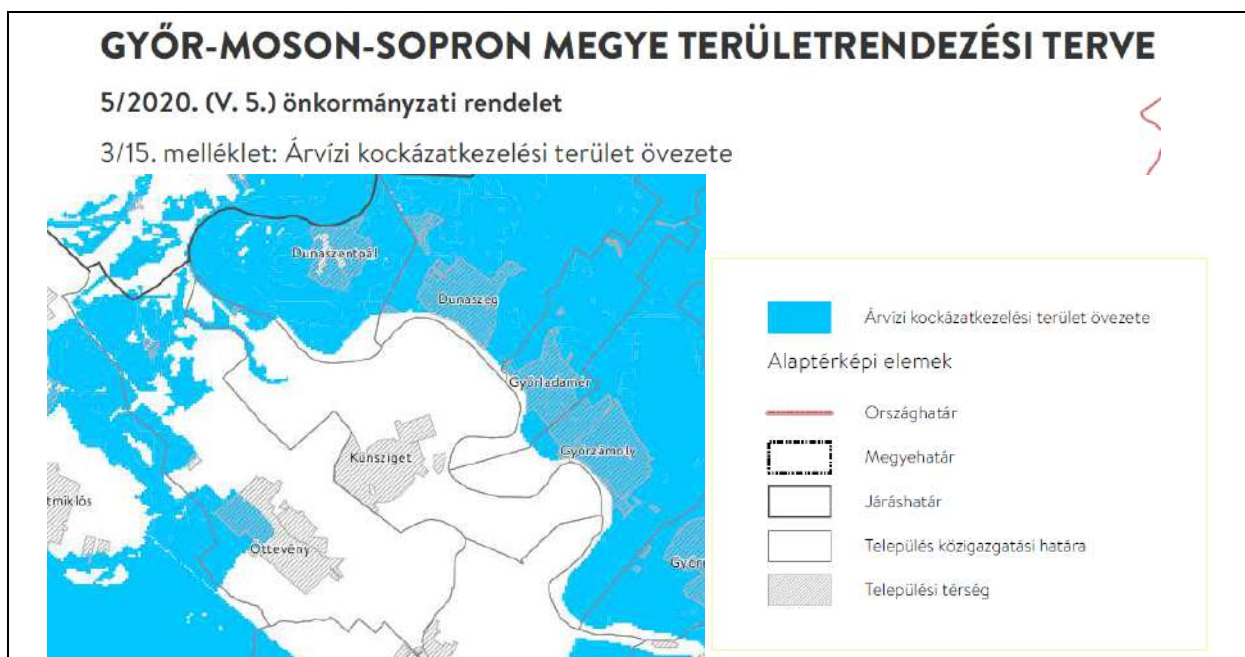 GYŐR-MOSON-SOPRON MEGYE TERÜLETRENDEZÉSI TERVE
5/2020. (V. 5.) önkormányzati rendelet
3/15. melléklet: Árvízi kockázatkezelési terület övezete
Dunaszentpál
Dunaszeg
Győrladamér
Győrzámoly
Kunsziget
tmiklós
Öttevény
Árvízi kockázatkezelési terület övezete
Alaptérképi elemek
Országhatár
Megyehatár
Járáshatár
Település közigazgatási határa
Települési térség